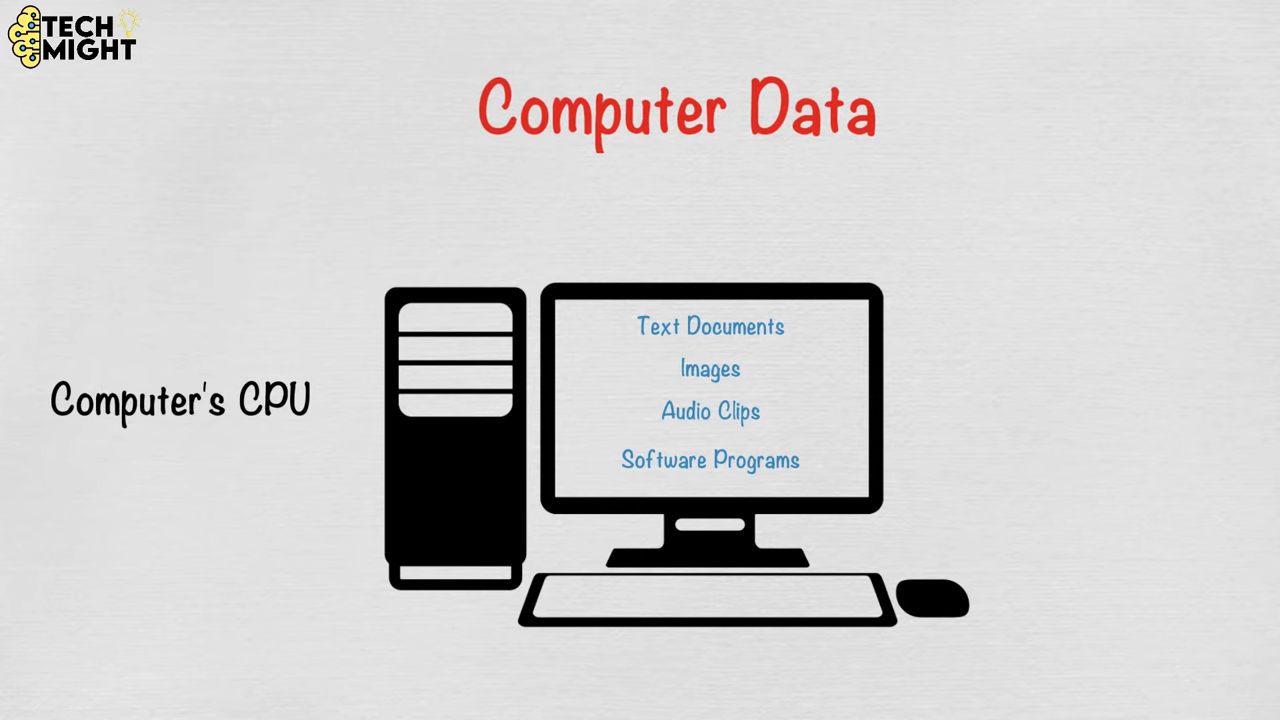 TECH
MIGHT
Computer Data
Text Documents
Images
Audio Clips
Software Programs
Computer's CPU